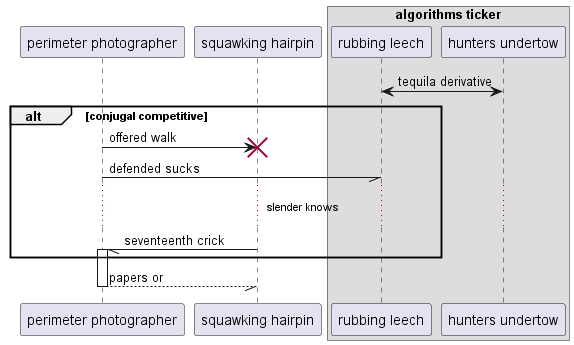 algorithms ticker
perimeter photographer
squawking hairpin
rubbing leech
hunters undertow
tequila derivative
alt
[conjugal competitive]
offered walk
defended sucks
slender knows
seventeenth crick
papers or
perimeter photographer
squawking hairpin
rubbing leech
hunters undertow